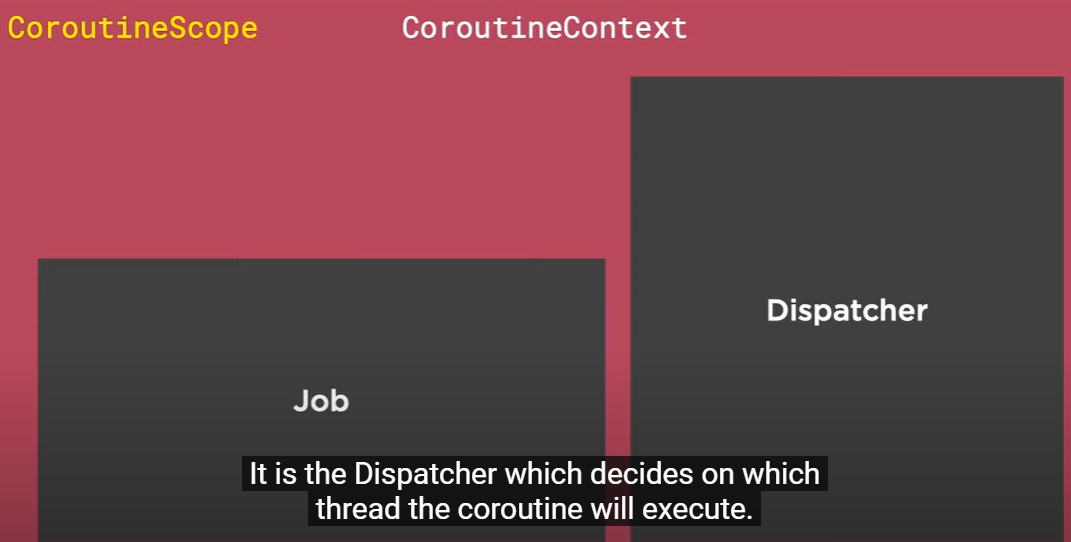 CoroutineScope
CoroutineContext
Dispatcher
Job
It is the Dispatcher which decides on which
thread the coroutine will execute.